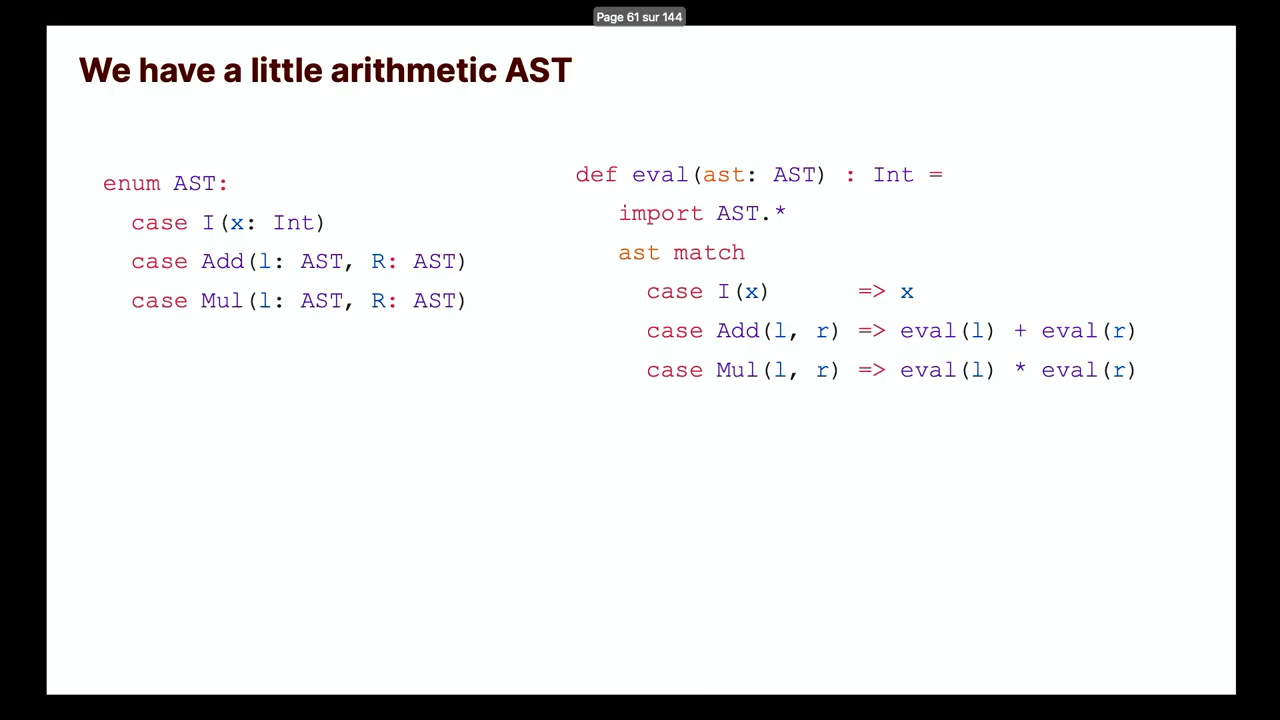 Page 61 sur 144
We have a little arithmetic AST
enum AST:
  case I(x: Int)
  case Add(l: AST, R: AST)
  case Mul(l: AST, R: AST)
def eval(ast: AST) : Int =
   import AST.*
   ast match
     case I(x)      => x
     case Add(l, r) => eval(l) + eval(r)
     case Mul(l, r) => eval(l) * eval(r)